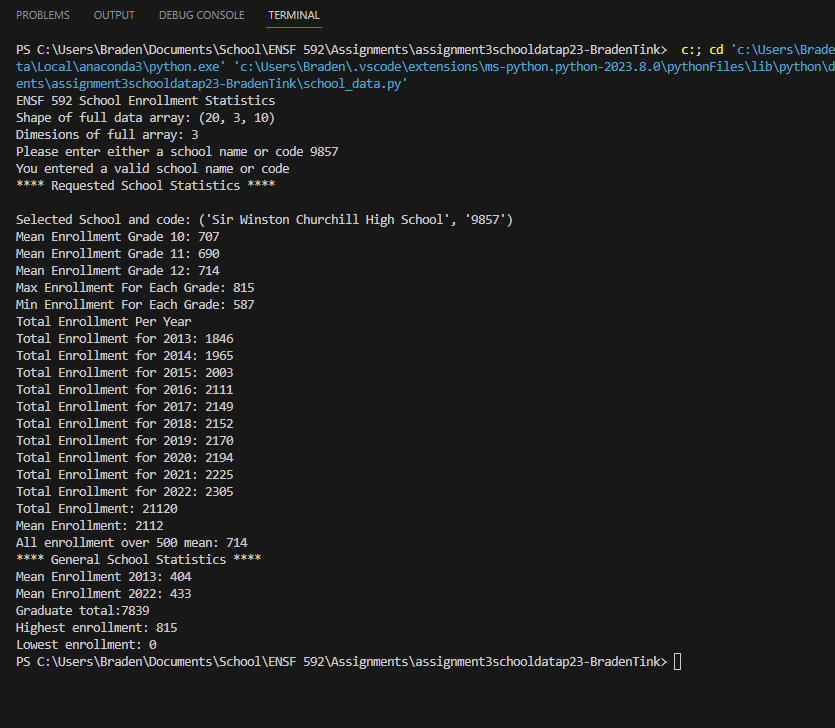 PROBLEMS OUTPUT DEBUG CONSOLE TERMINAL
PS C:\Users\Braden\Documents\School\ENSF 592\Assignments\assignment3schooldatap23-BradenTink>  c:; cd 'c:\Users\Brade
ta\Local\anaconda3\python.exe' 'c:\Users\Braden\.vscode\extensions\ms-python.python-2023.8.0\pythonFiles\lib\python\d
ents\assignment3schooldatap23-BradenTink\school_data.py'
ENSF 592 School Enrollment Statistics
Shape of full data array: (20, 3, 10)
Dimesions of full array: 3
Please enter either a school name or code 9857
You entered a valid school name or code
**** Requested School Statistics ****
Selected School and code: ('Sir Winston Churchill High School', '9857')
Mean Enrollment Grade 10: 707
Mean Enrollment Grade 11: 690
Mean Enrollment Grade 12: 714
Max Enrollment For Each Grade: 815
Min Enrollment For Each Grade: 587
Total Enrollment Per Year
Total Enrollment for 2013: 1846
Total Enrollment for 2014: 1965
Total Enrollment for 2015: 2003
Total Enrollment for 2016: 2111
Total Enrollment for 2017: 2149
Total Enrollment for 2018: 2152
Total Enrollment for 2019: 2170
Total Enrollment for 2020: 2194
Total Enrollment for 2021: 2225
Total Enrollment for 2022: 2305
Total Enrollment: 21120
Mean Enrollment: 2112
All enrollment over 500 mean: 714
**** General School Statistics ****
Mean Enrollment 2013: 404
Mean Enrollment 2022: 433
Graduate total:7839
Highest enrollment: 815
Lowest enrollment: 0
PS C:\Users\Braden\Documents\School\ENSF 592\Assignments\assignment3schooldatap23-BradenTink>